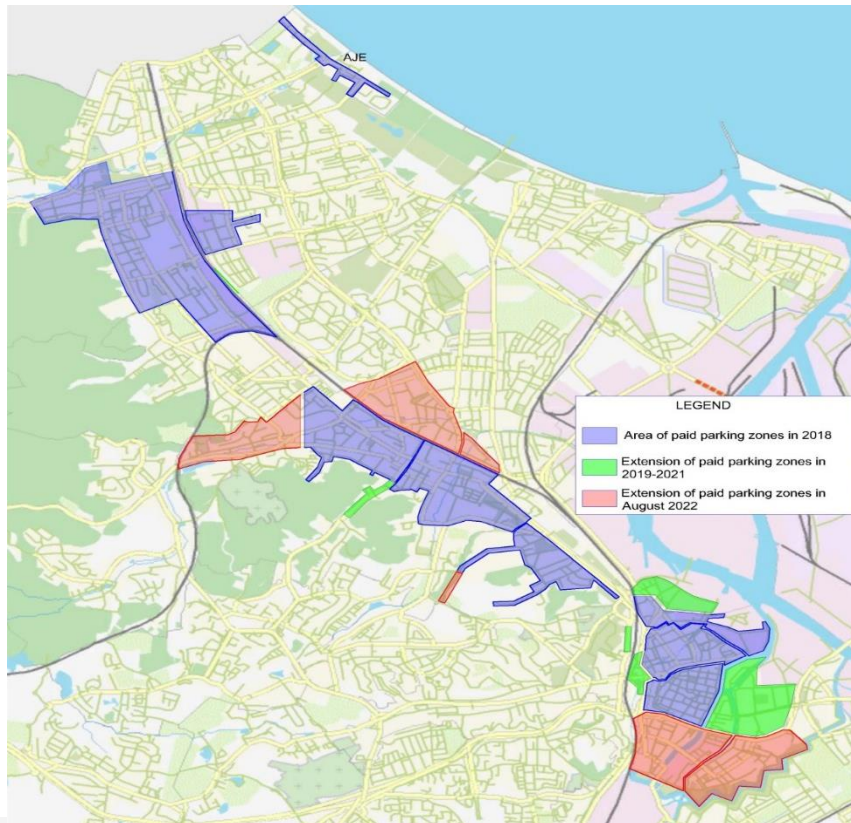 AJE
LEGEND
Area of paid parking zones in 2018
Extension of paid parking zones in
2019-2021
Extension of paid parking zones in
August 2022